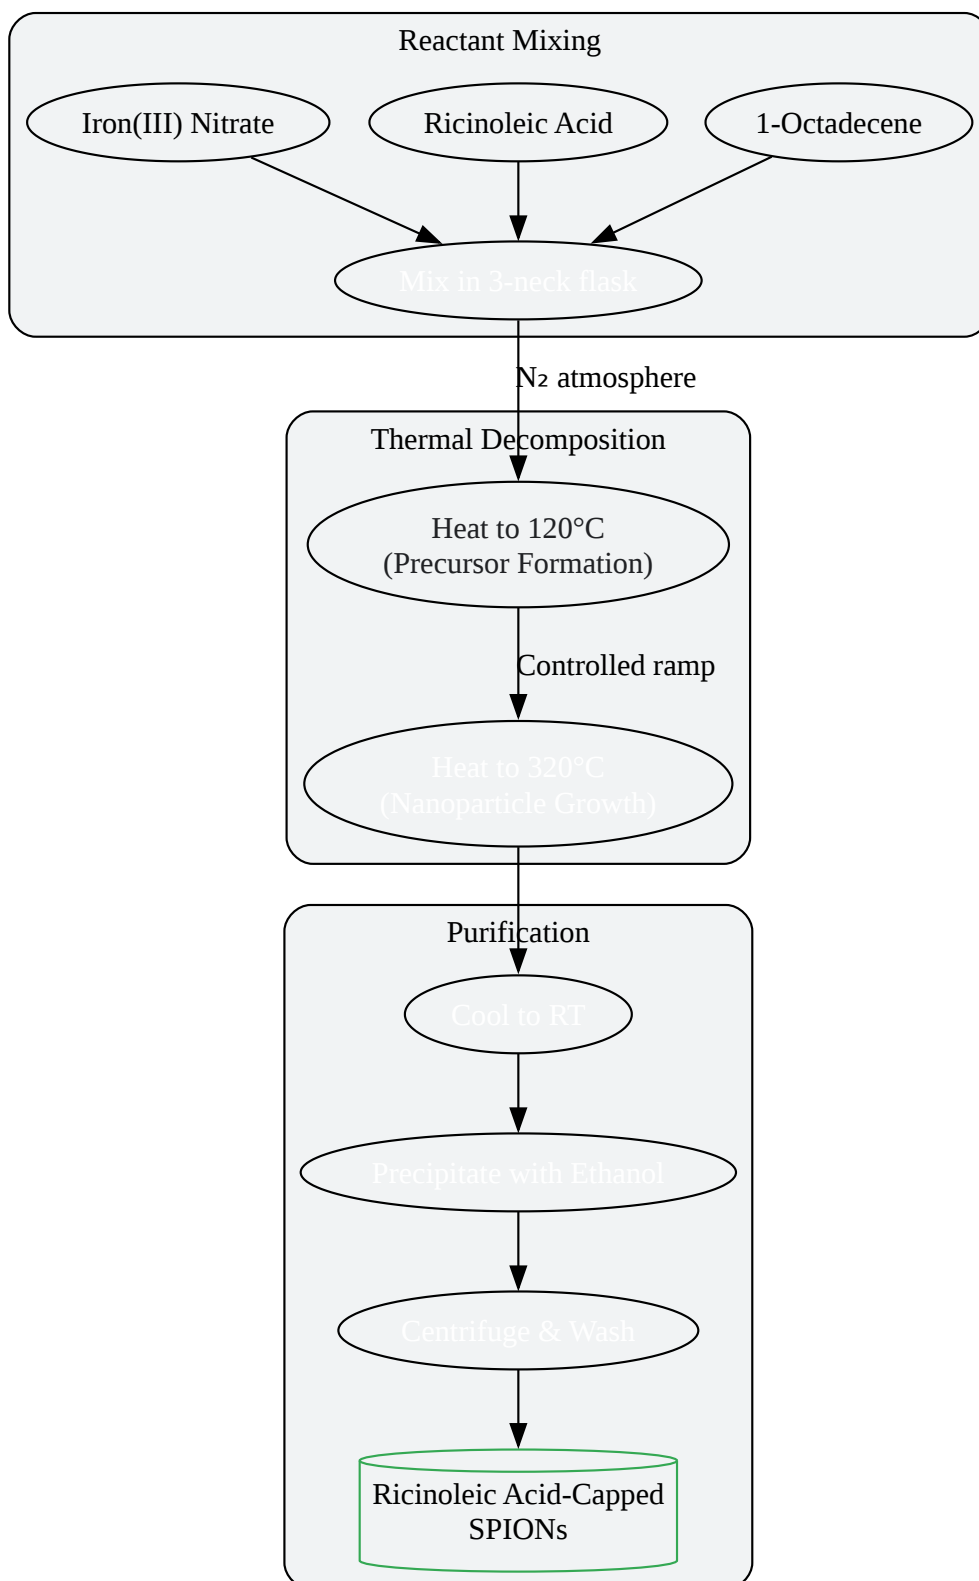 Reactant Mixing
Iron(III) Nitrate
Ricinoleic Acid
1-Octadecene
Mix in 3-neck flask
N₂ atmosphere
Thermal Decomposition
Heat to 120°C
(Precursor Formation)
Controlled ramp
Heat to 320°C
(Nanoparticle Growth)
Purification
Cool to RT
Precipitate with Ethanol
Centrifuge & Wash
Ricinoleic Acid-Capped
SPIONs